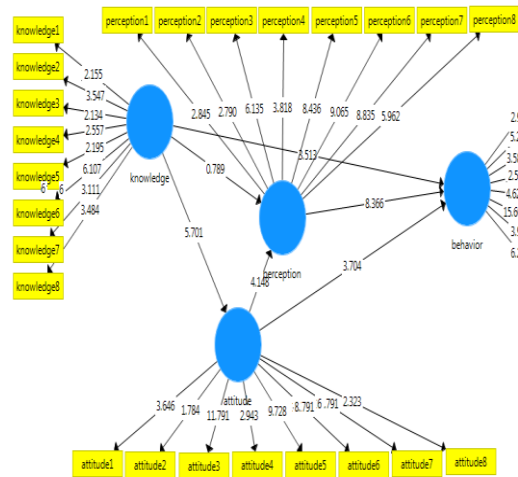 perception1 perception2 perception3 perception4 perception5 perception6 perception7 perception8
knowledge1
knowledge2
knowledge3
knowledge4
knowledge5
knowledge6
knowledge7
knowledge8
2.155
3.547
2.134
2.557
2.195
6.107
3.111
3.484
knowledge
2.845
2.790
6.135
3.818
8.436
9.065
8.835
5.962
3.513
0.789
5.701
perception
8.366
4.148
3.704
behavior
attitude
3.646
1.784
11.791
2.943
9.728
8.791
6.791
2.323
attitude1 attitude2 attitude3 attitude4 attitude5 attitude6 attitude7 attitude8